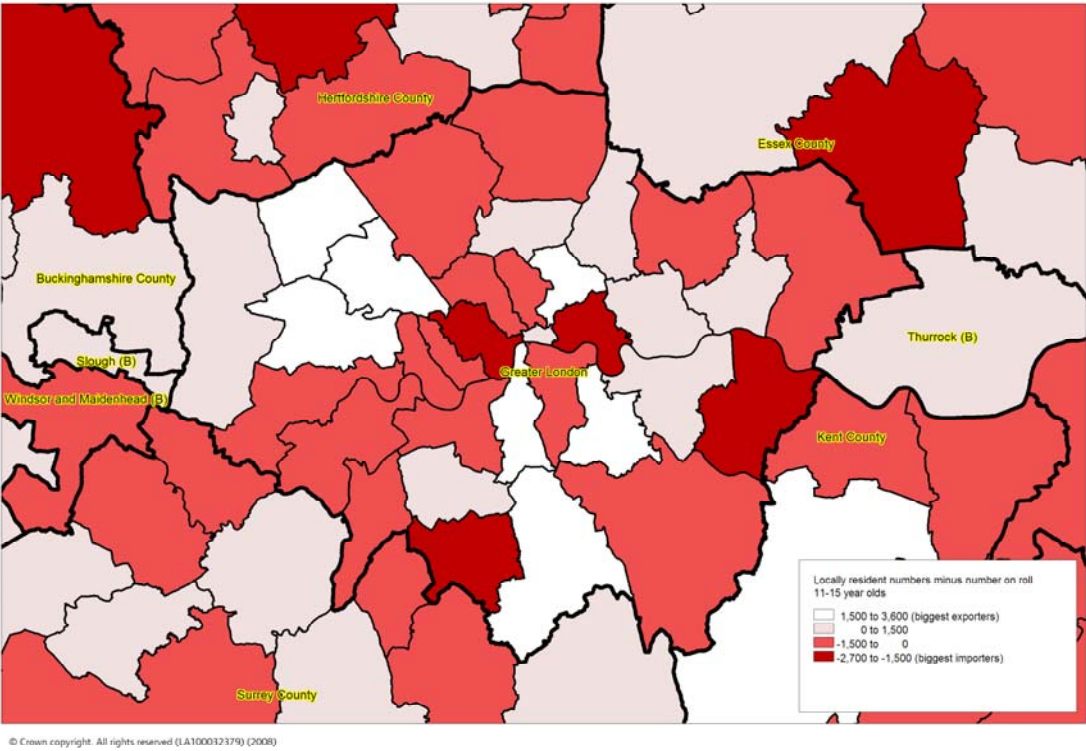 Hertfordshire County
Essex County
Buckinghamshire County
Thurrock (B)
Slough (B)
Greater London
Windsor and Maidenhead (B)
Kent County
Surrey County
Locally resident numbers minus number on roll
11-15 year olds
1,500 to 3,600 (biggest exporters)
0 to 1,500
-1,500 to 0
-2,700 to -1,500 (biggest importers)
© Crown copyright. All rights reserved (LA100032379) (2008)